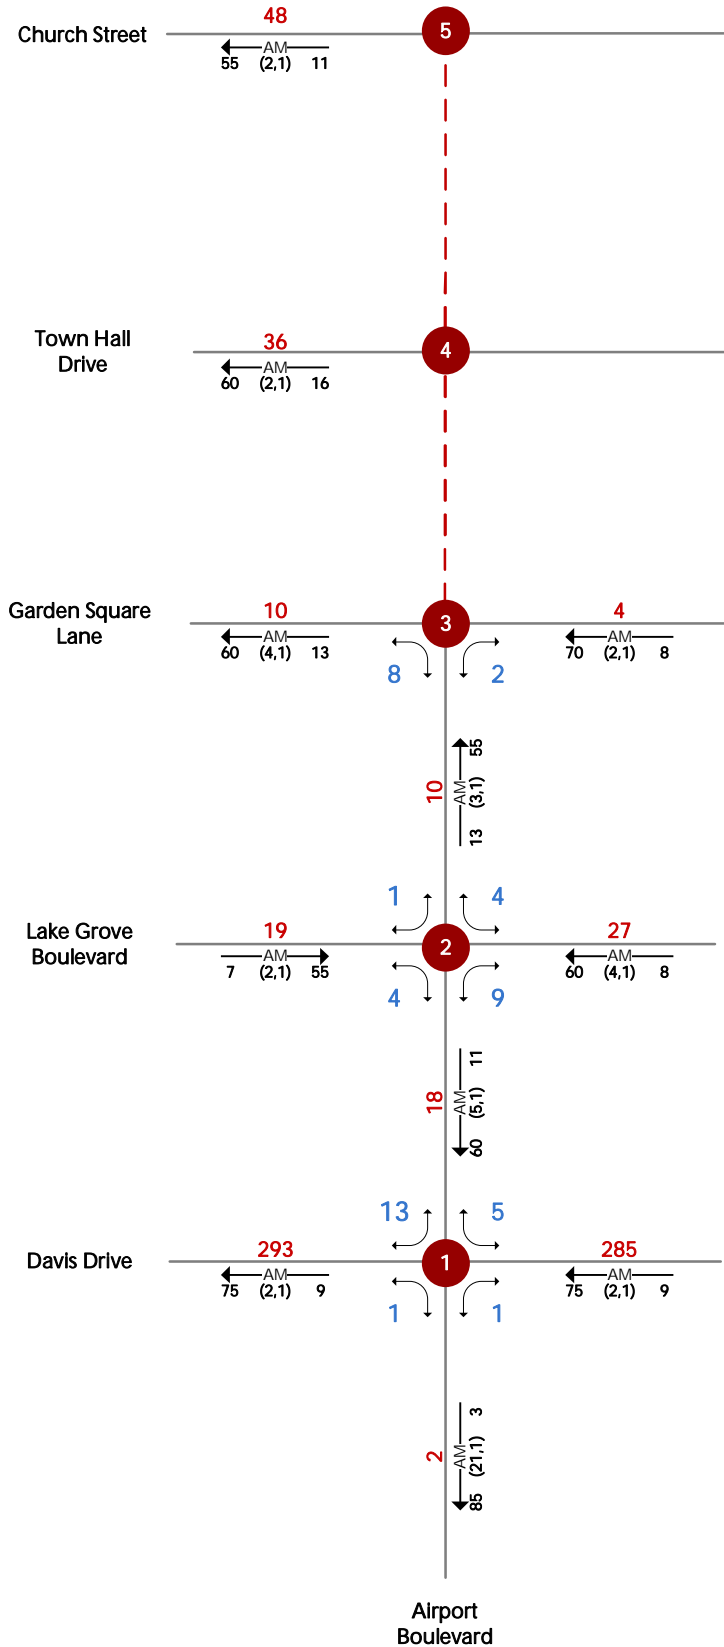 48
Church Street
5
AM
55 (2,1) 11
36
Town Hall
Drive
4
AM
60 (2,1) 16
10
4
Garden Square
Lane
3
AM
60 (4,1) 13
AM
70 (2,1) 8
8
2
55
10
AM
(3,1)
13
1
4
19
27
Lake Grove
Boulevard
2
AM
7 (2,1) 55
AM
60 (4,1) 8
4
9
11
18
AM
(5,1)
60
13
5
293
285
Davis Drive
1
AM
75 (2,1) 9
AM
75 (2,1) 9
1
1
3
2
AM
(21,1)
85
Airport
Boulevard